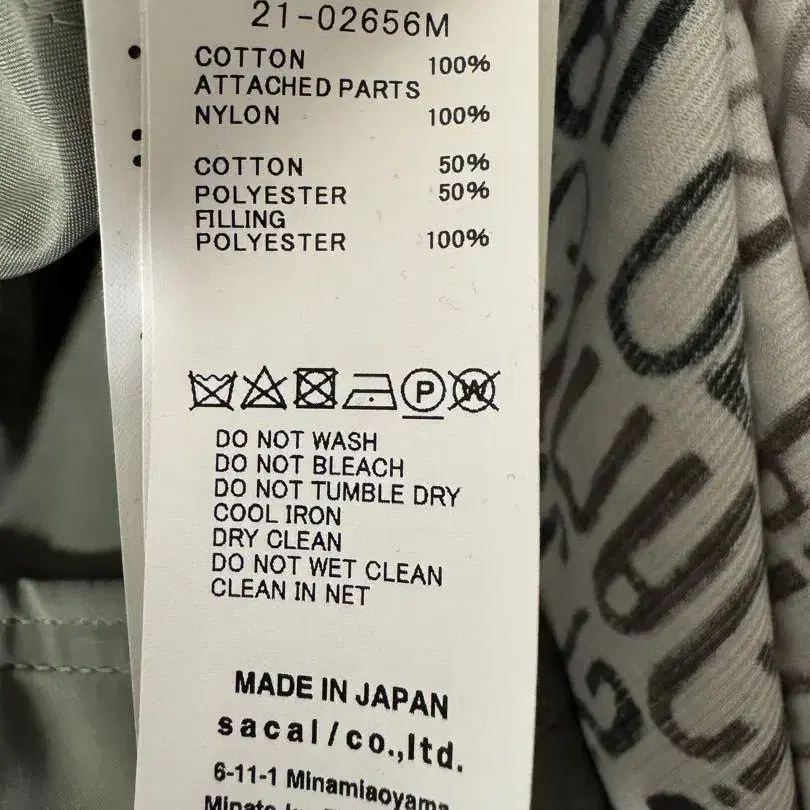 21-02656M
COTTON 100%
ATTACHED PARTS
NYLON 100%
COTTON 50%
POLYESTER 50%
FILLING
POLYESTER 100%
P W
DO NOT WASH
DO NOT BLEACH
DO NOT TUMBLE DRY
COOL IRON
DRY CLEAN
DO NOT WET CLEAN
CLEAN IN NET
MADE IN JAPAN
sacai/co.,ltd.
6-11-1 Minamiaoyama